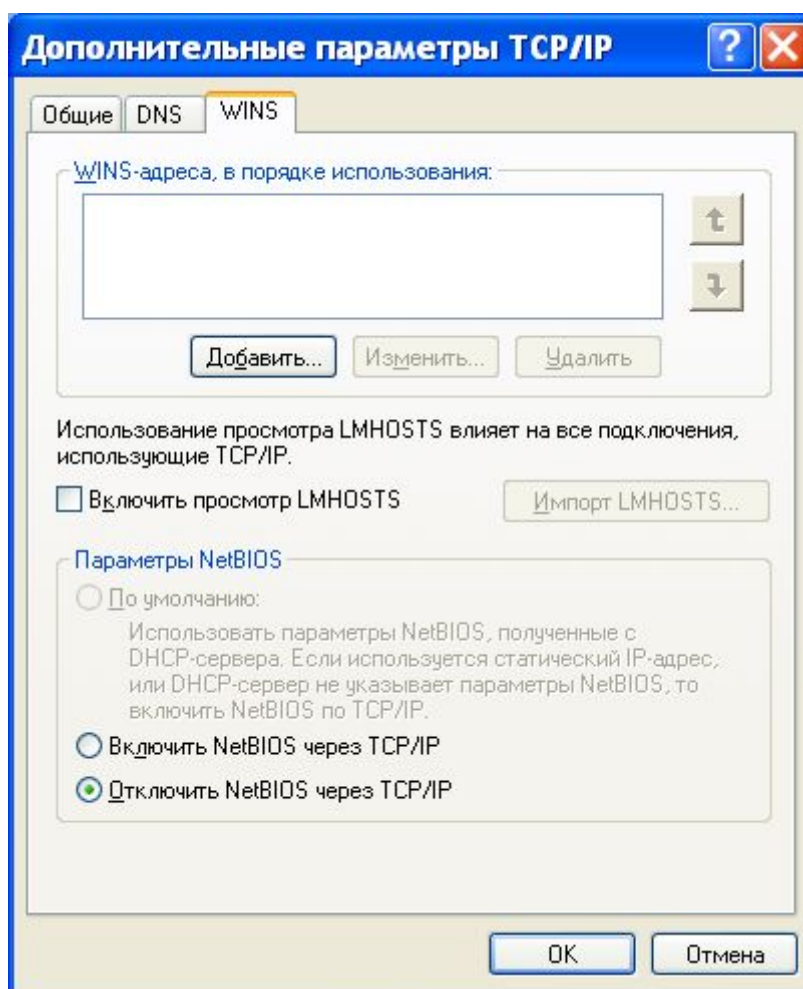 Дополнительные параметры TCP/IP
Общие DNS WINS
WINS-адреса, в порядке использования:
Добавить... Изменить... Удалить
Использование просмотра LMHOSTS влияет на все подключения,
использующие TCP/IP.
Включить просмотр LMHOSTS Импорт LMHOSTS...
Параметры NetBIOS
По умолчанию:
Использовать параметры NetBIOS, полученные с
DHCP-сервера. Если используется статический IP-адрес,
или DHCP-сервер не указывает параметры NetBIOS, то
включить NetBIOS по TCP/IP.
Включить NetBIOS через TCP/IP
Отключить NetBIOS через TCP/IP
OK Отмена